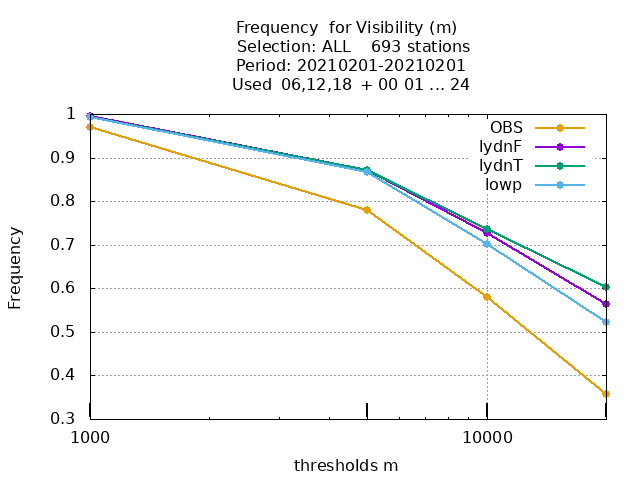 Frequency  for Visibility (m)
Selection: ALL    693 stations
Period: 20210201-20210201
Used  06,12,18  + 00 01 ... 24
OBS
lydnF
lydnT
lowp
1
0.9
0.8
0.7
0.6
0.5
0.4
0.3
Frequency
1000
10000
thresholds m